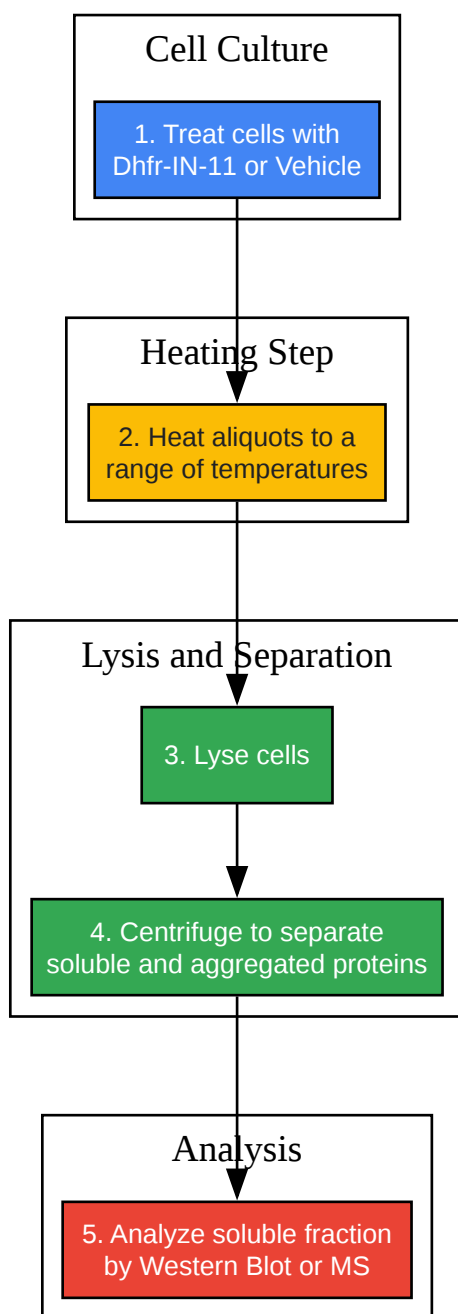 Cell Culture
1. Treat cells with
Dhfr-IN-11 or Vehicle
Heating Step
2. Heat aliquots to a
range of temperatures
Lysis and Separation
3. Lyse cells
4. Centrifuge to separate
soluble and aggregated proteins
Analysis
5. Analyze soluble fraction
by Western Blot or MS